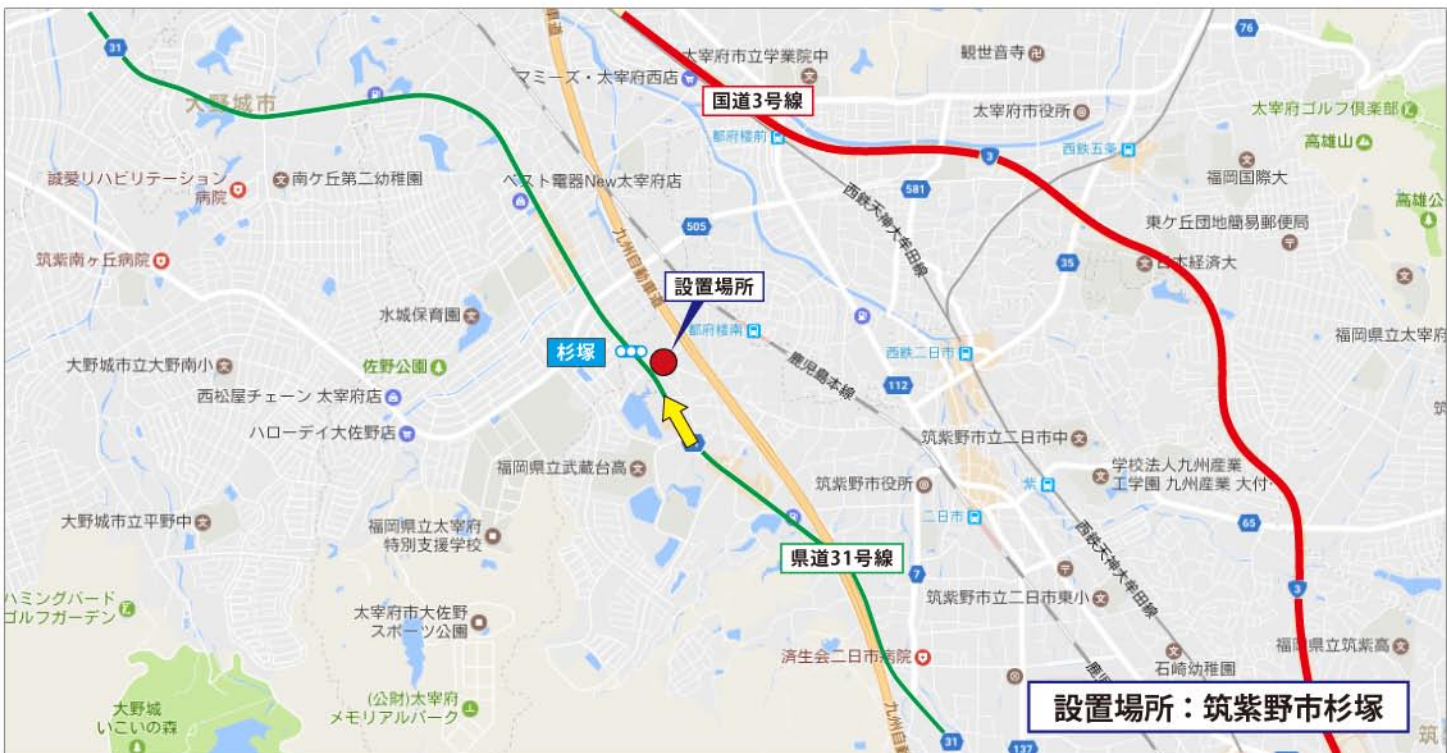 31
76
大野城市
太宰府市立学業院中
観世音寺
マミーズ・太宰府西店
国道3号線
太宰府市役所
太宰府ゴルフ倶楽部
都府楼前
3
西鉄五条
高雄山
誠愛リハビリテーション
病院
南ケ丘第二幼稚園
ベスト電器New太宰府店
581
西鉄天神大牟田線
福岡国際大
高雄公
東ケ丘団地簡易郵便局
505
九州自動車道
筑紫南ヶ丘病院
35
日本経済大
設置場所
水城保育園
都府楼南
福岡県立太宰府
杉塚
大野城市立大野南小
佐野公園
鹿児島本線
西鉄二日市
112
西松屋チェーン 太宰府店
ハローデイ大佐野店
筑紫野市立二日市中
福岡県立武蔵台高
筑紫野市役所
紫
学校法人九州産業
工学園 九州産業 大付
大野城市立平野中
福岡県立太宰府
特別支援学校
二日市
65
西鉄天神大牟田線
県道31号線
7
3
ハミングバード
ゴルフガーデン
太宰府市大佐野
スポーツ公園
筑紫野市立二日市東小
福岡県立筑紫高
済生会二日市病院
石崎幼稚園
大野城
いこいの森
(公財)太宰府
メモリアルパーク
設置場所：筑紫野市杉塚
31
137
筑